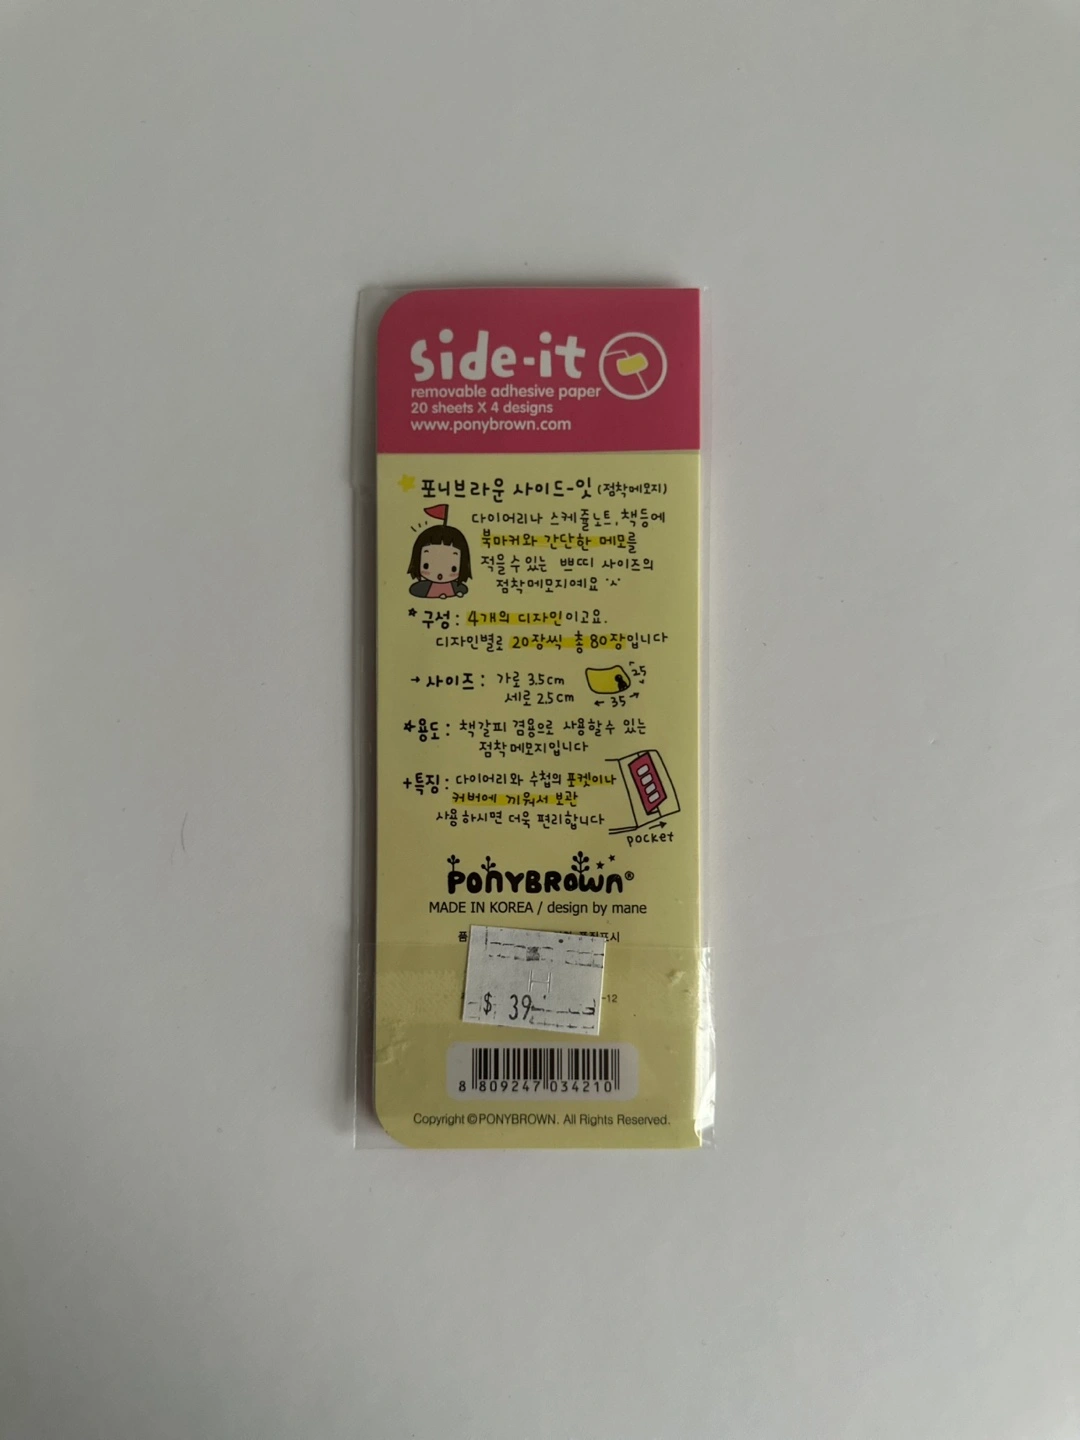 side-it
removable adhesive paper
20 sheets X 4 designs
www.ponybrown.com
포니브라운 사이드-잇 (점착메모지)
다이어리나 스케쥴노트, 책등에
북마커와 간단한 메모를
적을수 있는 쁘띠 사이즈의
점착메모지예요 ^^
구성: 4개의 디자인이고요.
디자인별로 20장씩 총 80장입니다
→ 사이즈: 가로 3.5cm
세로 2.5cm
25
35
용도: 책갈피 겸용으로 사용할수 있는
점착메모지입니다
+특징: 다이어리와 수첩의 포켓이나
커버에 끼워서 보관
사용하시면 더욱 편리합니다
pocket
PONYBROWN®
MADE IN KOREA / design by mane
$ 39
-12
8 809247 034210
Copyright ©PONYBROWN. All Rights Reserved.